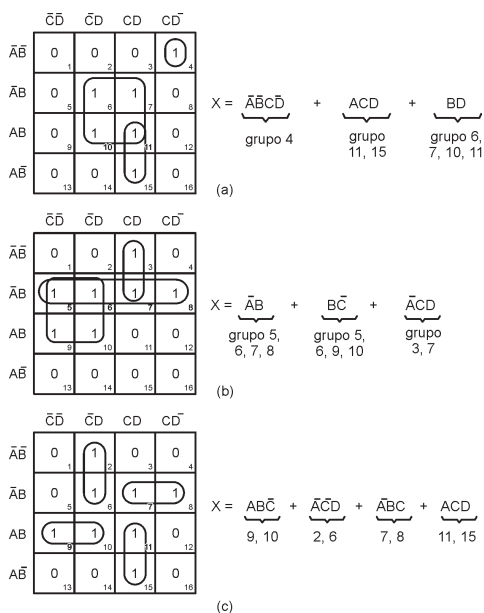 C̄D̄ C̄D CD CD̄
ĀB̄ 0 1 0 2 0 3 1 4
ĀB 0 5 1 6 1 7 0 8
AB 0 9 1 10 1 11 0 12
AB̄ 0 13 0 14 1 15 0 16
X = ĀB̄CD̄ + ACD + BD
grupo 4 grupo 11, 15 grupo 6, 7, 10, 11
(a)
C̄D̄ C̄D CD CD̄
ĀB̄ 0 1 0 2 1 3 0 4
ĀB 1 5 1 6 1 7 1 8
AB 1 9 1 10 0 11 0 12
AB̄ 0 13 0 14 0 15 0 16
X = ĀB + BC̄ + ĀCD
grupo 5, 6, 7, 8 grupo 5, 6, 9, 10 grupo 3, 7
(b)
C̄D̄ C̄D CD CD̄
ĀB̄ 0 1 1 2 0 3 0 4
ĀB 0 5 1 6 1 7 1 8
AB 1 9 1 10 1 11 0 12
AB̄ 0 13 0 14 1 15 0 16
X = ABC̄ + ĀC̄D + ĀBC + ACD
9, 10 2, 6 7, 8 11, 15
(c)